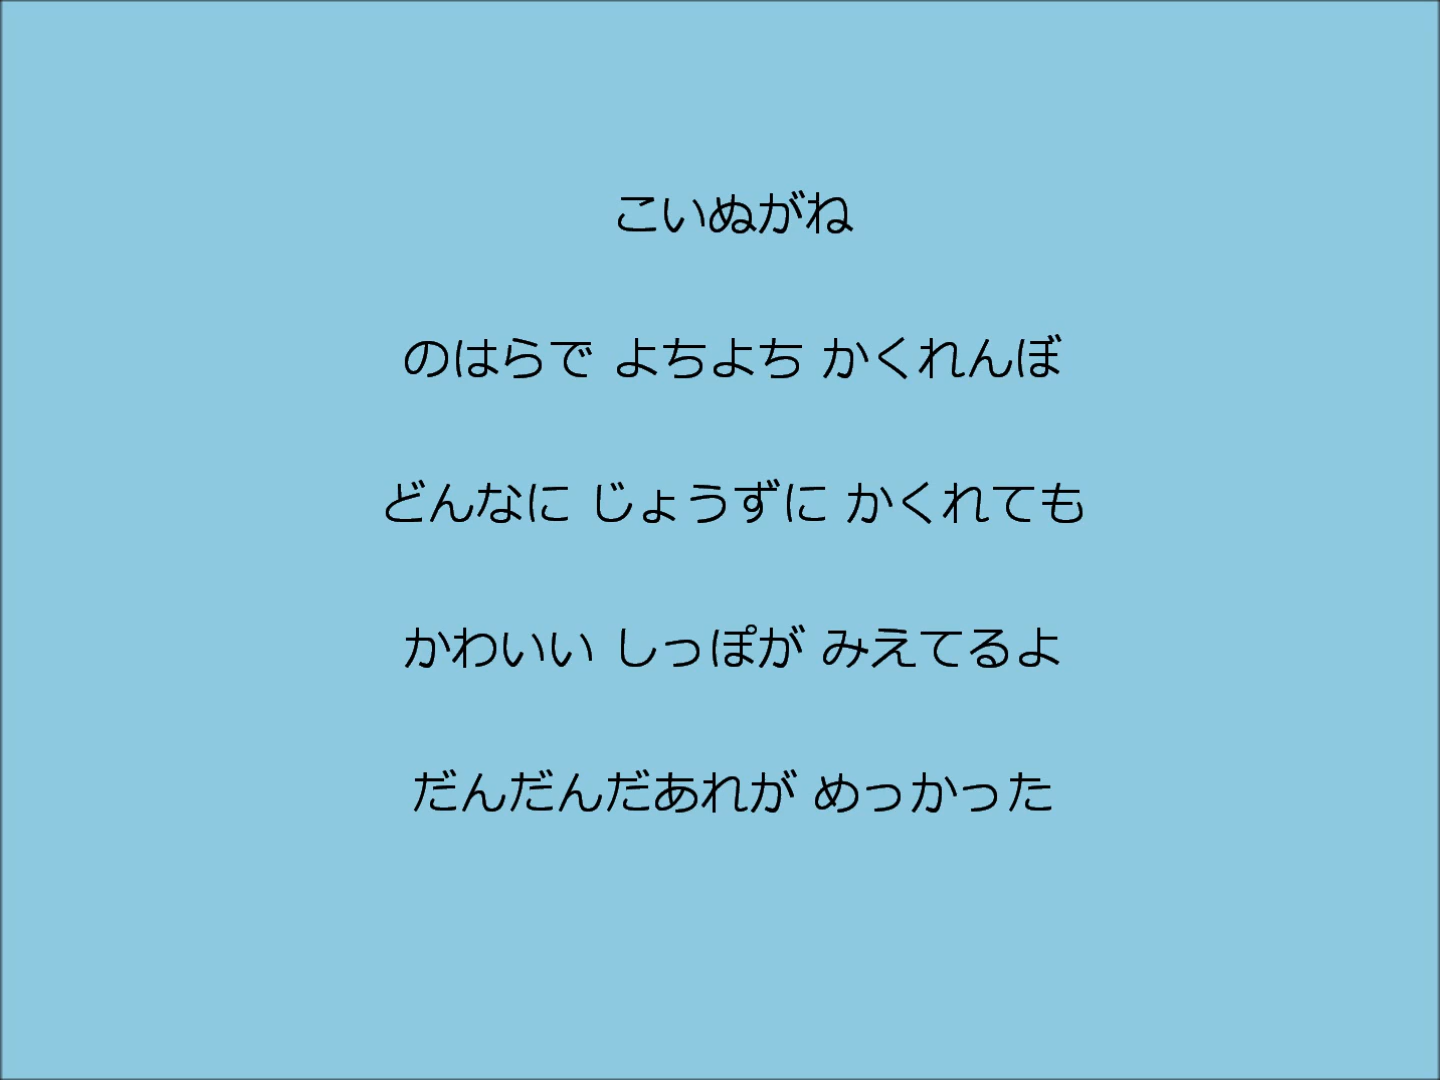 こいぬがね
のはらで よちよち かくれんぼ
どんなに じょうずに かくれても
かわいい しっぽが みえてるよ
だんだんだあれが めっかった